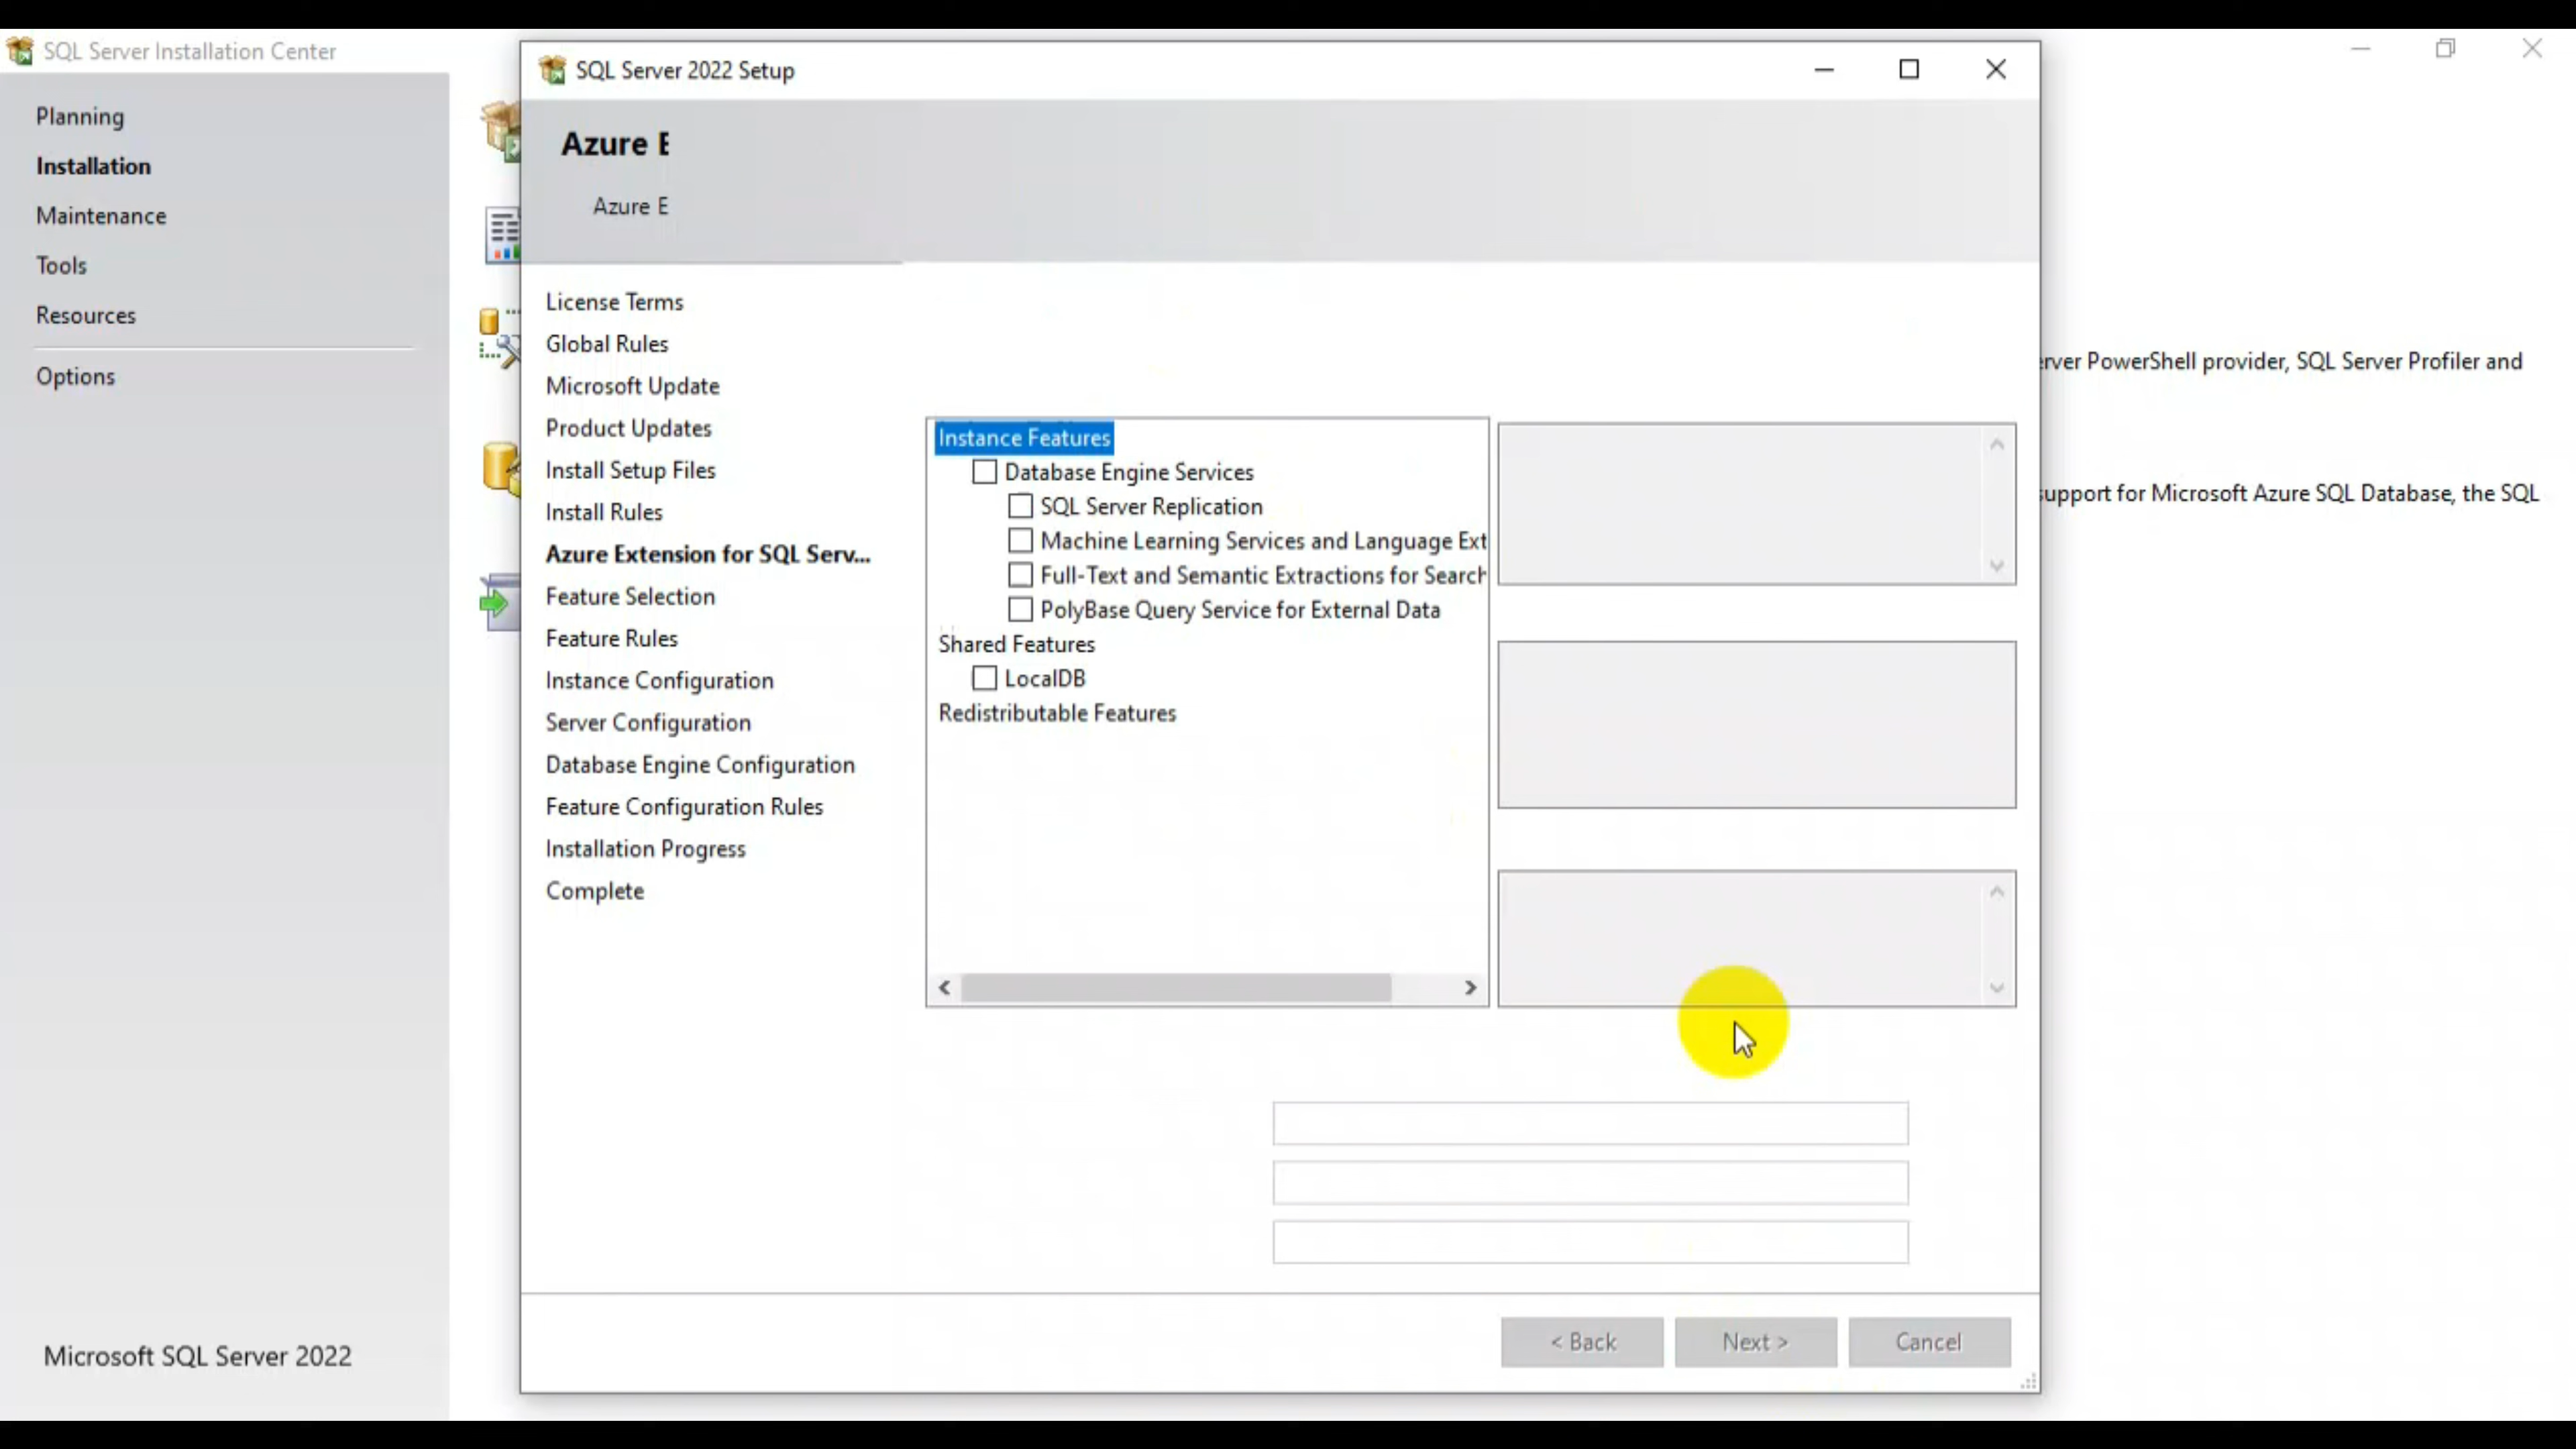 SQL Server Installation Center
Planning
Installation
Maintenance
Tools
Resources
Options
Microsoft SQL Server 2022
SQL Server 2022 Setup
Azure E
Azure E
License Terms
Global Rules
Microsoft Update
Product Updates
Install Setup Files
Install Rules
Azure Extension for SQL Serv...
Feature Selection
Feature Rules
Instance Configuration
Server Configuration
Database Engine Configuration
Feature Configuration Rules
Installation Progress
Complete
Instance Features
Database Engine Services
SQL Server Replication
Machine Learning Services and Language Ext
Full-Text and Semantic Extractions for Search
PolyBase Query Service for External Data
Shared Features
LocalDB
Redistributable Features
< Back
Next >
Cancel
rver PowerShell provider, SQL Server Profiler and
support for Microsoft Azure SQL Database, the SQL